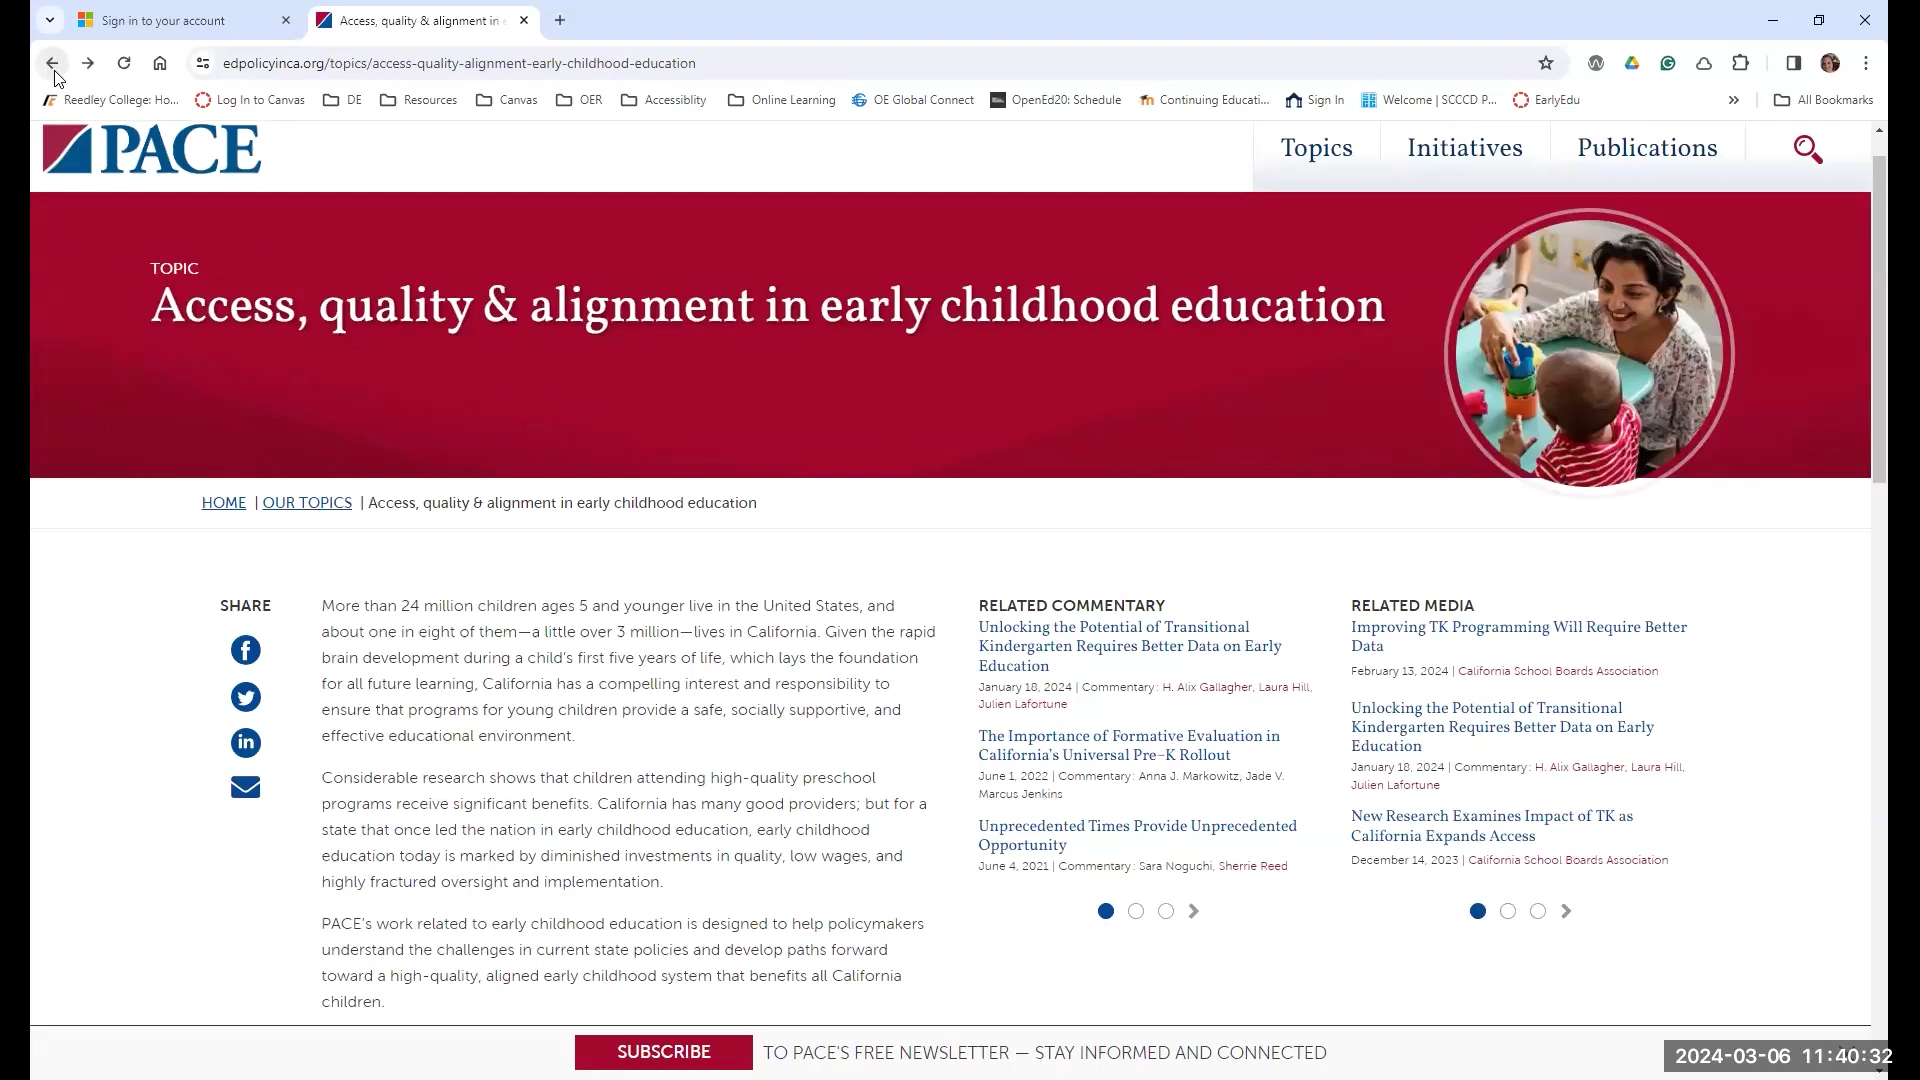 Sign in to your account
Access, quality & alignment in
edpolicyinca.org/topics/access-quality-alignment-early-childhood-education
Reedley College: Ho... Log In to Canvas DE Resources Canvas OER Accessiblity Online Learning OE Global Connect OpenEd20: Schedule Continuing Educati... Sign In Welcome | SCCCD P... EarlyEdu » All Bookmarks
PACE
Topics Initiatives Publications
TOPIC
Access, quality & alignment in early childhood education
HOME | OUR TOPICS | Access, quality & alignment in early childhood education
SHARE
More than 24 million children ages 5 and younger live in the United States, and
about one in eight of them—a little over 3 million—lives in California. Given the rapid
brain development during a child's first five years of life, which lays the foundation
for all future learning, California has a compelling interest and responsibility to
ensure that programs for young children provide a safe, socially supportive, and
effective educational environment.
Considerable research shows that children attending high-quality preschool
programs receive significant benefits. California has many good providers; but for a
state that once led the nation in early childhood education, early childhood
education today is marked by diminished investments in quality, low wages, and
highly fractured oversight and implementation.
PACE's work related to early childhood education is designed to help policymakers
understand the challenges in current state policies and develop paths forward
toward a high-quality, aligned early childhood system that benefits all California
children.
RELATED COMMENTARY
Unlocking the Potential of Transitional
Kindergarten Requires Better Data on Early
Education
January 18, 2024 | Commentary: H. Alix Gallagher, Laura Hill,
Julien Lafortune
The Importance of Formative Evaluation in
California's Universal Pre–K Rollout
June 1, 2022 | Commentary: Anna J. Markowitz, Jade V.
Marcus Jenkins
Unprecedented Times Provide Unprecedented
Opportunity
June 4, 2021 | Commentary: Sara Noguchi, Sherrie Reed
RELATED MEDIA
Improving TK Programming Will Require Better
Data
February 13, 2024 | California School Boards Association
Unlocking the Potential of Transitional
Kindergarten Requires Better Data on Early
Education
January 18, 2024 | Commentary: H. Alix Gallagher, Laura Hill,
Julien Lafortune
New Research Examines Impact of TK as
California Expands Access
December 14, 2023 | California School Boards Association
SUBSCRIBE TO PACE'S FREE NEWSLETTER — STAY INFORMED AND CONNECTED
2024-03-06 11:40:32